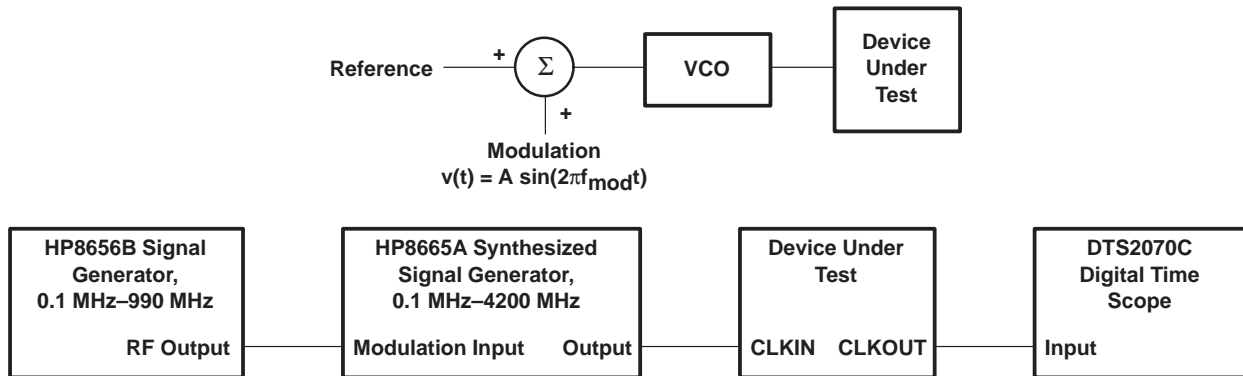 Reference
+
Σ
+
VCO
Device
Under
Test
Modulation
v(t) = A sin(2πfmodt)
HP8656B Signal
Generator,
0.1 MHz–990 MHz
RF Output
HP8665A Synthesized
Signal Generator,
0.1 MHz–4200 MHz
Modulation Input Output
Device Under
Test
CLKIN CLKOUT
DTS2070C
Digital Time
Scope
Input